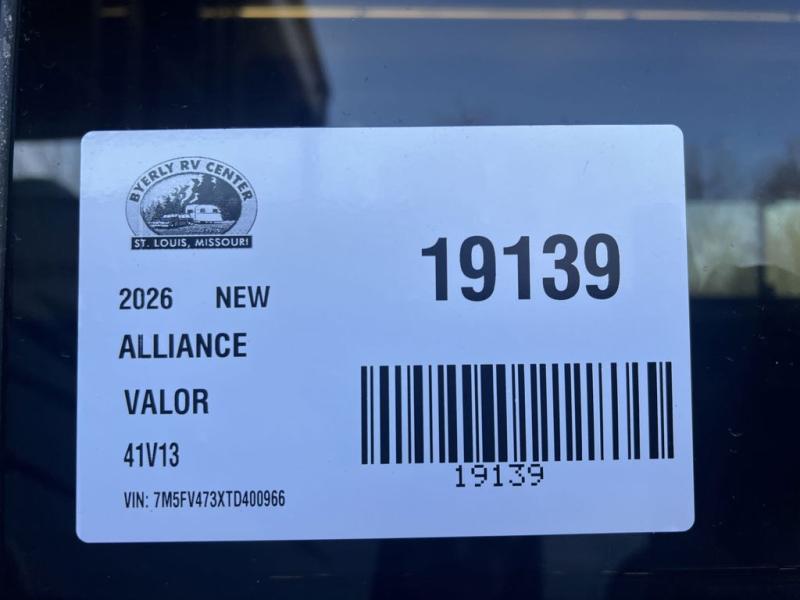 BYERLY RV CENTER
ST. LOUIS, MISSOURI
19139
2026 NEW
ALLIANCE
VALOR
41V13
19139
VIN: 7M5FV473XTD400966